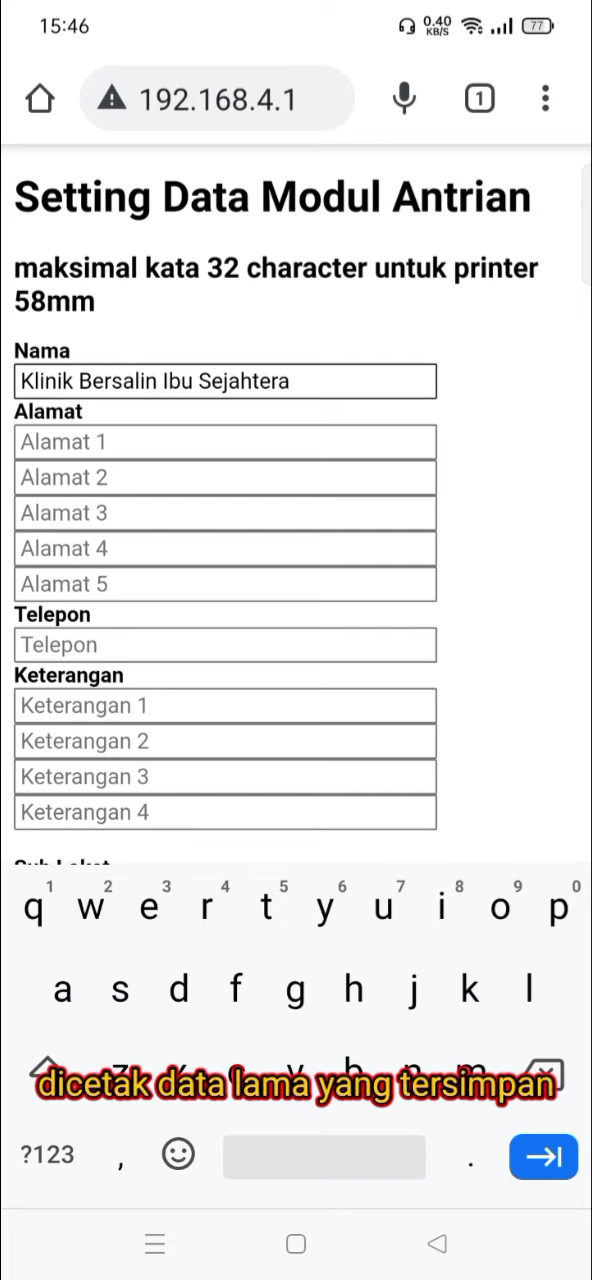 15:46
0.40
KB/S
77
192.168.4.1
1
Setting Data Modul Antrian
maksimal kata 32 character untuk printer
58mm
Nama
Klinik Bersalin Ibu Sejahtera
Alamat
Alamat 1
Alamat 2
Alamat 3
Alamat 4
Alamat 5
Telepon
Telepon
Keterangan
Keterangan 1
Keterangan 2
Keterangan 3
Keterangan 4
1 2 3 4 5 6 7 8 9 0
q w e r t y u i o p
a s d f g h j k l
dicetak data lama yang tersimpan
?123 , .